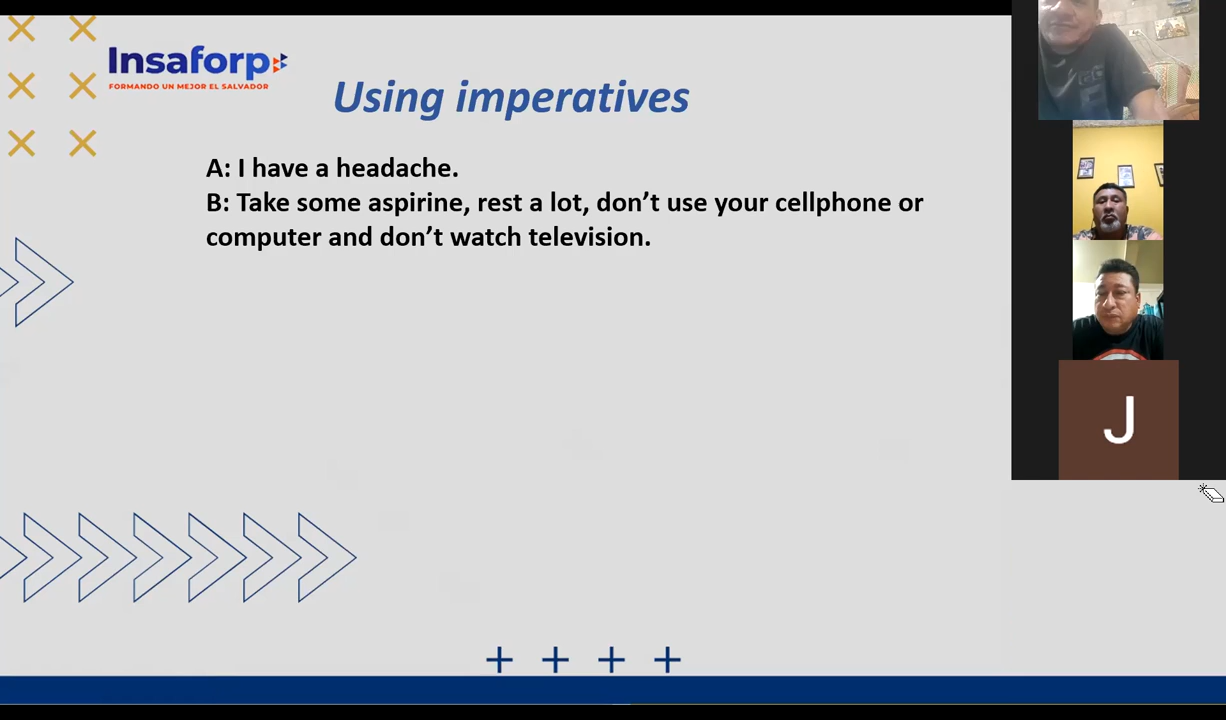 Insaforp
FORMANDO UN MEJOR EL SALVADOR
Using imperatives
A: I have a headache.
B: Take some aspirine, rest a lot, don’t use your cellphone or
computer and don’t watch television.
J